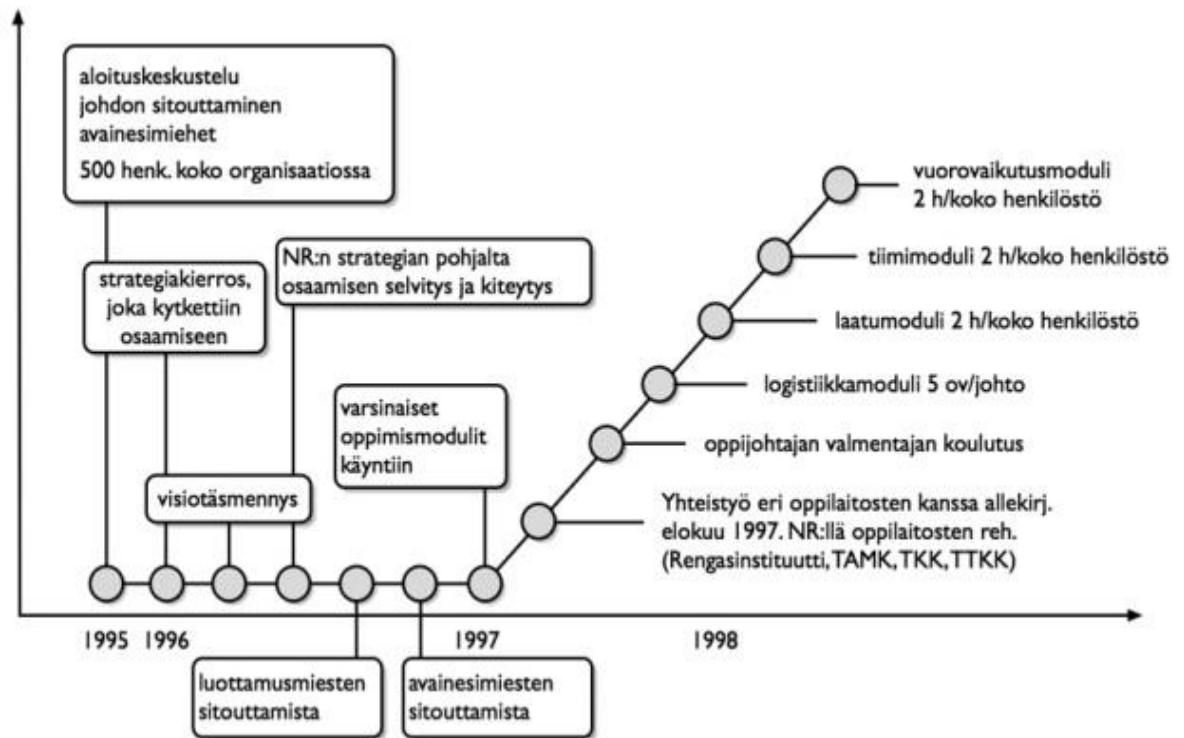 aloituskeskustelu
johdon sitouttaminen
avainesimiehet
500 henk. koko organisaatiossa
strategiakierros,
joka kytkettiin
osaamiseen
NR:n strategian pohjalta
osaamisen selvitys ja kiteytys
visiotäsmennys
varsinaiset
oppimismodulit
käyntiin
vuorovaikutusmoduli
2 h/koko henkilöstö
tiimimoduli 2 h/koko henkilöstö
laatumoduli 2 h/koko henkilöstö
logistiikkamoduli 5 ov/johto
oppijohtajan valmentajan koulutus
Yhteistyö eri oppilaitosten kanssa allekirj.
elokuu 1997. NR:llä oppilaitosten reh.
(Rengasinstituutti, TAMK, TKK, TTKK)
1995 1996 1997 1998
luottamusmiesten
sitouttamista
avainesimiesten
sitouttamista